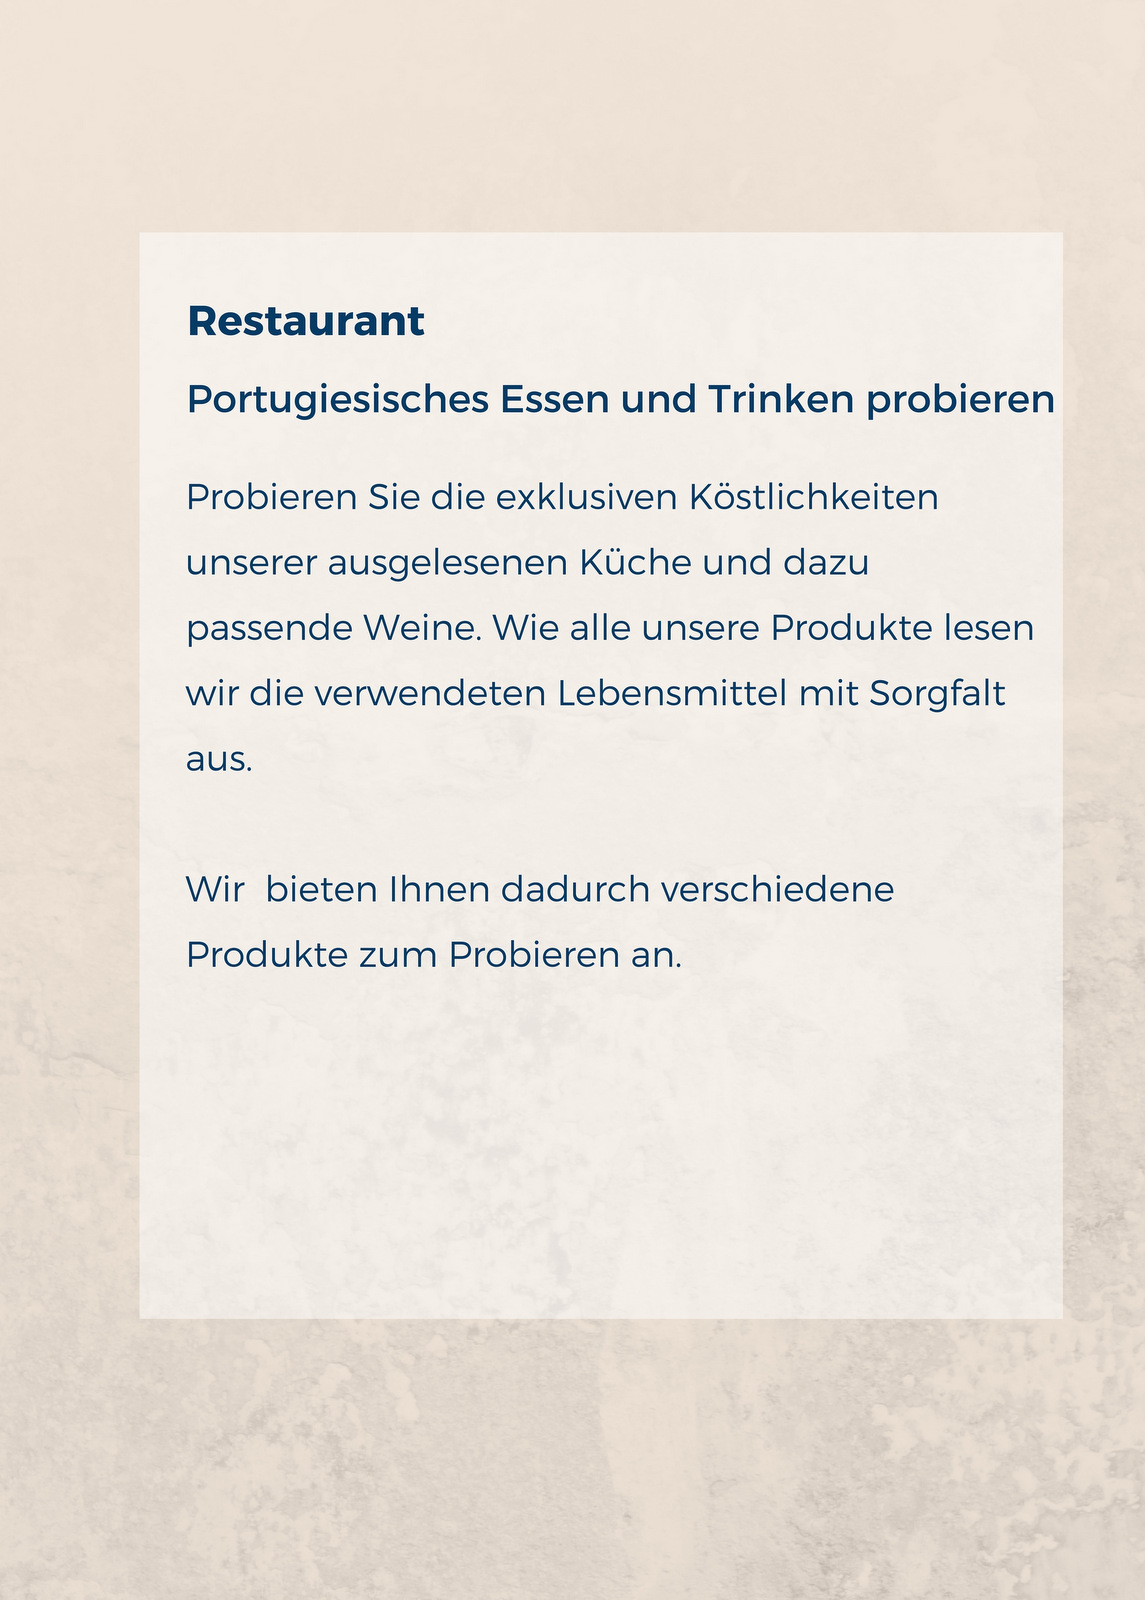 Restaurant
Portugiesisches Essen und Trinken probieren
Probieren Sie die exklusiven Köstlichkeiten
unserer ausgelesenen Küche und dazu
passende Weine. Wie alle unsere Produkte lesen
wir die verwendeten Lebensmittel mit Sorgfalt
aus.
Wir  bieten Ihnen dadurch verschiedene
Produkte zum Probieren an.